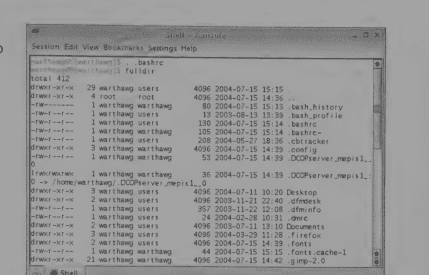 Shell - Konsole
Session Edit View Bookmarks Settings Help
$ . .bashrc
$ fulldir
total 412
drwxr-xr-x 29 warthawg users 4096 2004-07-15 15:15 .
drwxr-xr-x 4 root root 4096 2004-07-15 14:36 ..
-rw------- 1 warthawg warthawg 80 2004-07-15 15:13 .bash_history
-rw-r--r-- 1 warthawg users 13 2003-08-13 13:39 .bash_profile
-rw-r--r-- 1 warthawg users 130 2004-07-15 15:14 .bashrc
-rw-r--r-- 1 warthawg warthawg 105 2004-07-15 15:14 .bashrc~
-rw-r--r-- 1 warthawg users 208 2004-05-27 18:36 .cbtracker
drwxr-xr-x 3 warthawg warthawg 4096 2004-07-15 14:39 .config
-rw-r--r-- 1 warthawg warthawg 53 2004-07-15 14:39 .DCOPserver_mepis1_:
0
lrwxrwxrwx 1 warthawg warthawg 36 2004-07-15 14:39 .DCOPserver_mepis1_:
0 -> /home/warthawg/.DCOPserver_mepis1__0
drwxr-xr-x 3 warthawg users 4096 2004-07-11 10:20 Desktop
drwxr-xr-x 2 warthawg users 4096 2003-11-21 22:40 .dfmdesk
-rw-r--r-- 1 warthawg users 357 2003-11-22 12:08 .dfminfo
-rw-r--r-- 1 warthawg users 24 2004-02-28 10:31 .dmrc
drwxr-xr-x 2 warthawg users 4096 2003-07-11 13:10 Documents
drwxr-xr-x 3 warthawg users 4096 2004-03-29 11:28 .firefox
drwxr-xr-x 2 warthawg users 4096 2004-07-15 14:39 .fonts
-rw-r--r-- 1 warthawg warthawg 44 2004-07-15 15:15 .fonts.cache-1
drwxr-xr-x 21 warthawg warthawg 4096 2004-07-15 14:42 .gimp-2.0
Shell